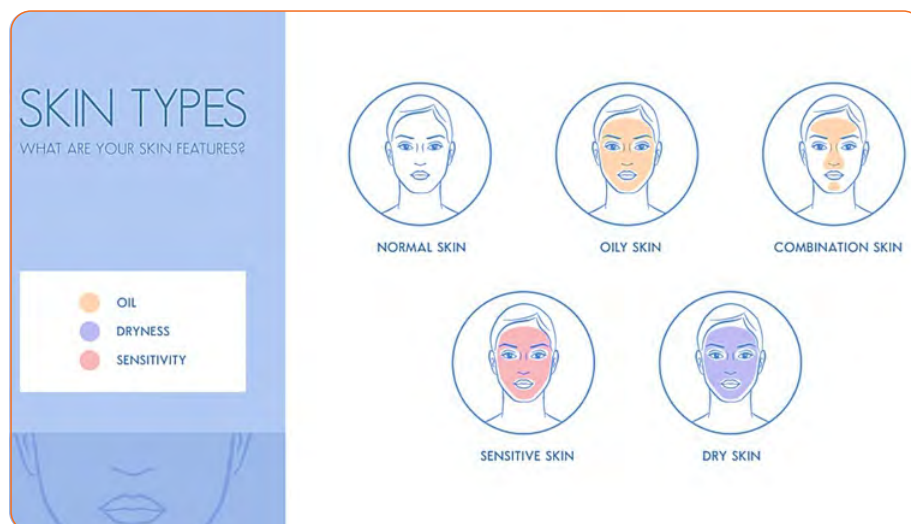 SKIN TYPES
WHAT ARE YOUR SKIN FEATURES?
OIL
DRYNESS
SENSITIVITY
NORMAL SKIN
OILY SKIN
COMBINATION SKIN
SENSITIVE SKIN
DRY SKIN